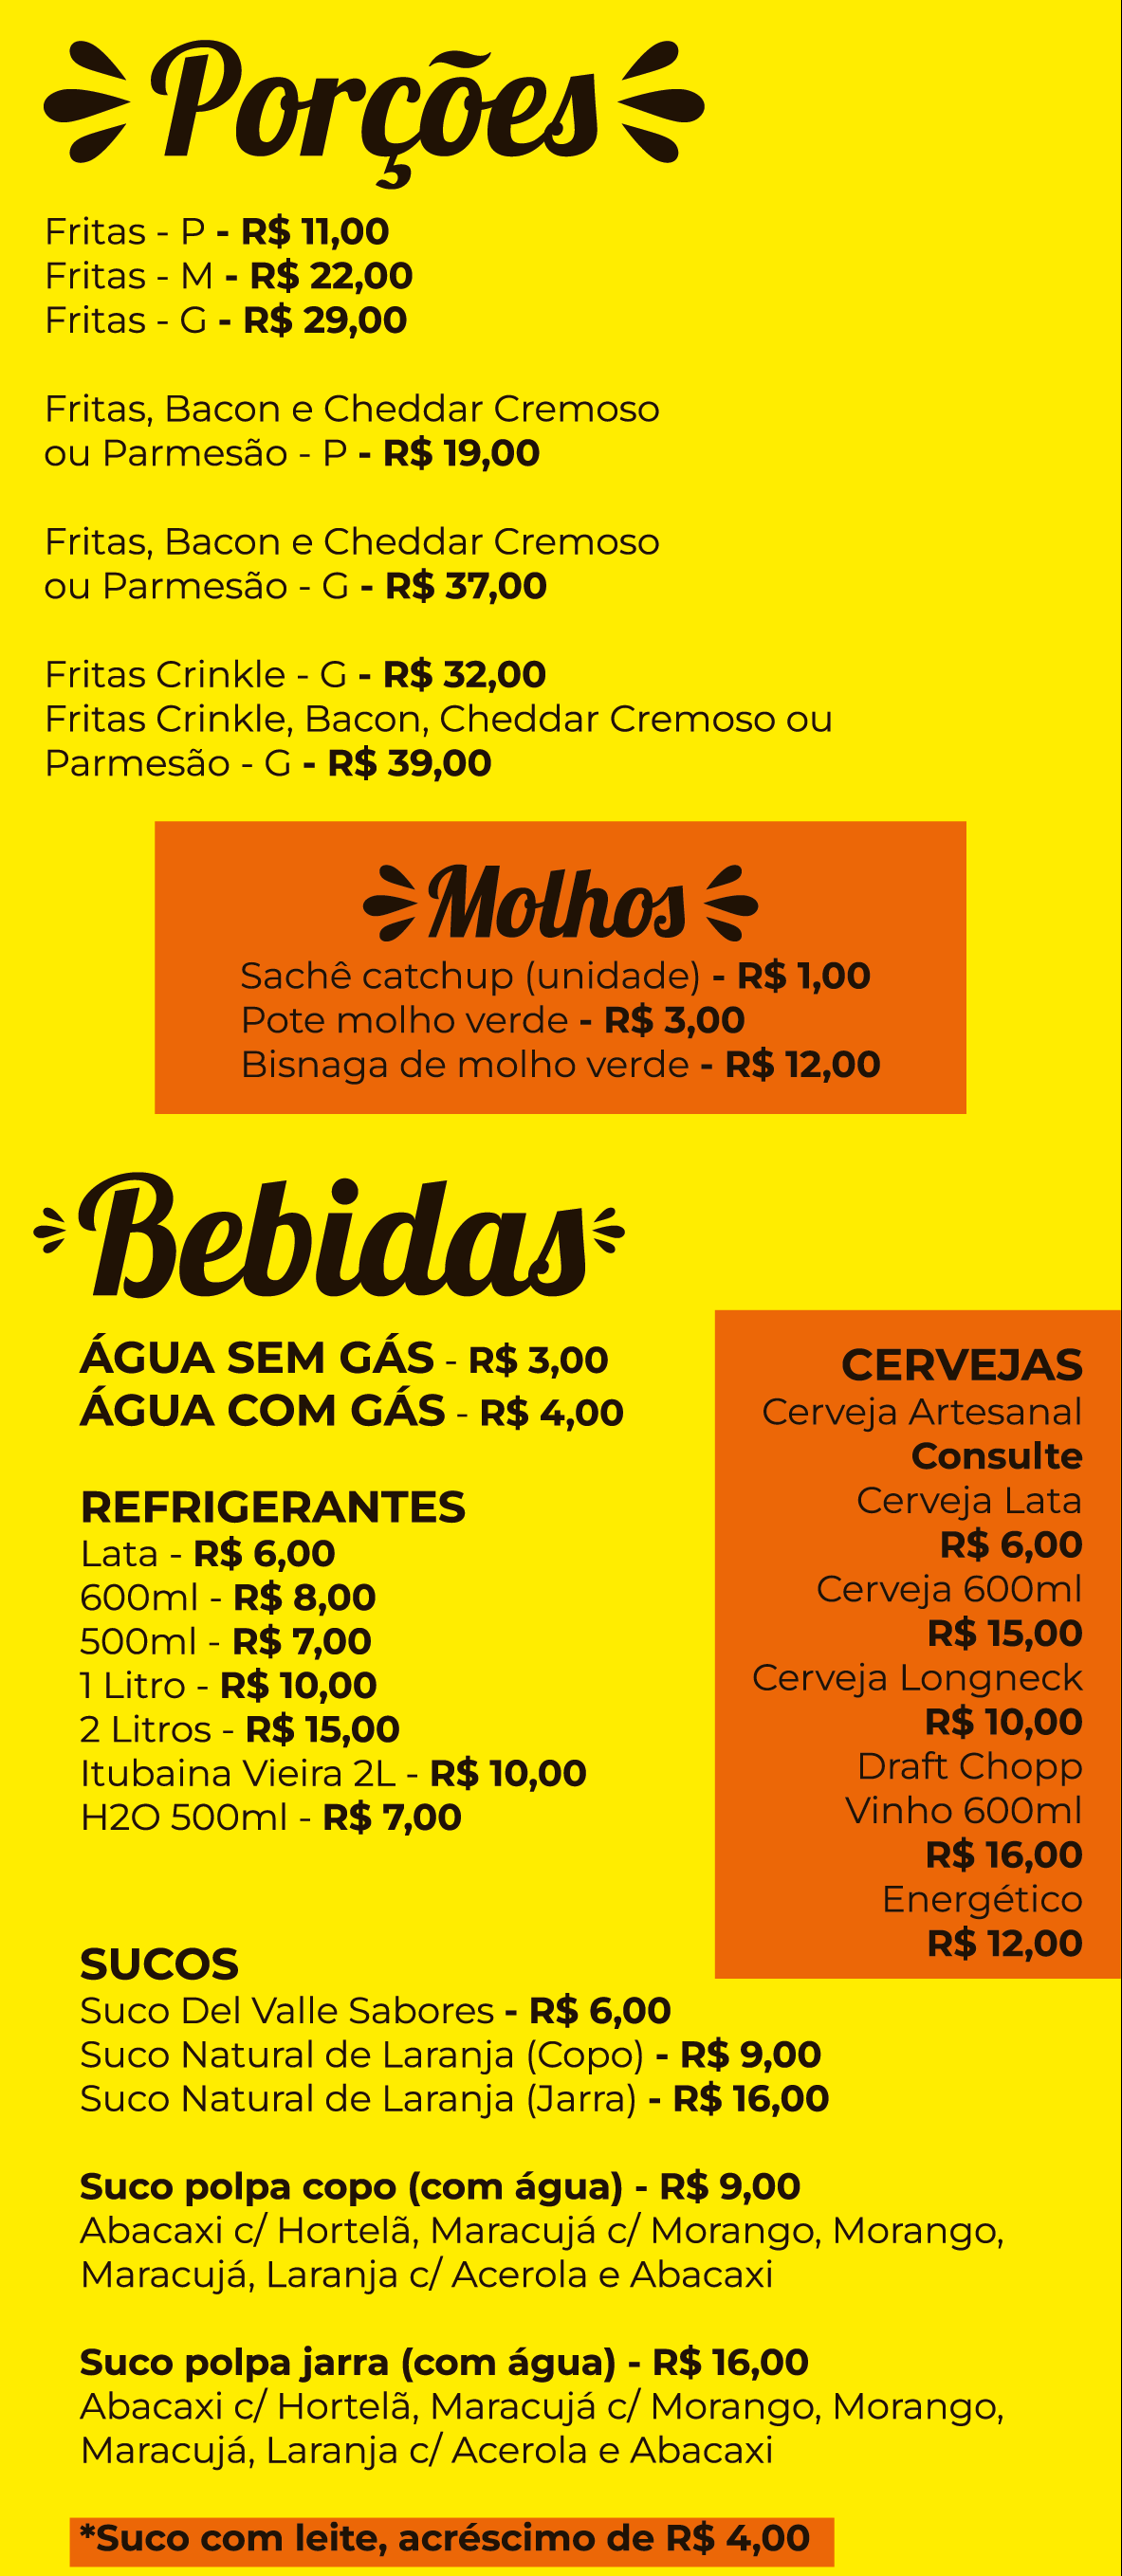 Porções
Fritas - P - R$ 11,00
Fritas - M - R$ 22,00
Fritas - G - R$ 29,00
Fritas, Bacon e Cheddar Cremoso
ou Parmesão - P - R$ 19,00
Fritas, Bacon e Cheddar Cremoso
ou Parmesão - G - R$ 37,00
Fritas Crinkle - G - R$ 32,00
Fritas Crinkle, Bacon, Cheddar Cremoso ou
Parmesão - G - R$ 39,00
Molhos
Sachê catchup (unidade) - R$ 1,00
Pote molho verde - R$ 3,00
Bisnaga de molho verde - R$ 12,00
Bebidas
ÁGUA SEM GÁS - R$ 3,00
ÁGUA COM GÁS - R$ 4,00
REFRIGERANTES
Lata - R$ 6,00
600ml - R$ 8,00
500ml - R$ 7,00
1 Litro - R$ 10,00
2 Litros - R$ 15,00
Itubaina Vieira 2L - R$ 10,00
H2O 500ml - R$ 7,00
CERVEJAS
Cerveja Artesanal
Consulte
Cerveja Lata
R$ 6,00
Cerveja 600ml
R$ 15,00
Cerveja Longneck
R$ 10,00
Draft Chopp
Vinho 600ml
R$ 16,00
Energético
R$ 12,00
SUCOS
Suco Del Valle Sabores - R$ 6,00
Suco Natural de Laranja (Copo) - R$ 9,00
Suco Natural de Laranja (Jarra) - R$ 16,00
Suco polpa copo (com água) - R$ 9,00
Abacaxi c/ Hortelã, Maracujá c/ Morango, Morango,
Maracujá, Laranja c/ Acerola e Abacaxi
Suco polpa jarra (com água) - R$ 16,00
Abacaxi c/ Hortelã, Maracujá c/ Morango, Morango,
Maracujá, Laranja c/ Acerola e Abacaxi
*Suco com leite, acréscimo de R$ 4,00